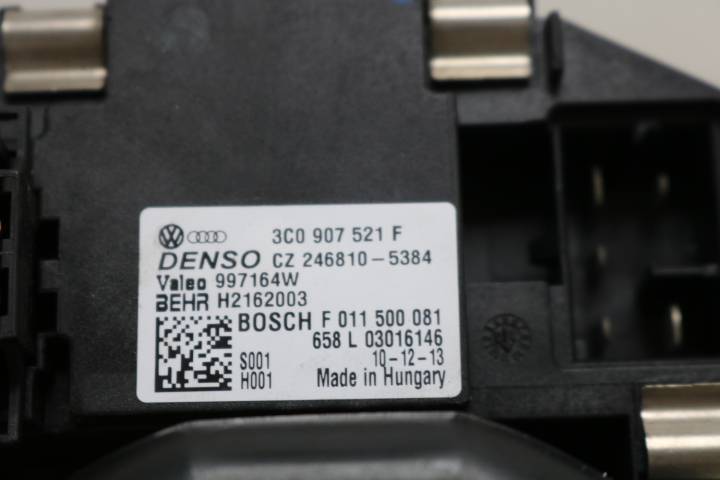 3C0 907 521 F
DENSO CZ 246810-5384
Valeo 997164W
BEHR H2162003
BOSCH F 011 500 081
658 L 03016146
S001 10-12-13
H001 Made in Hungary